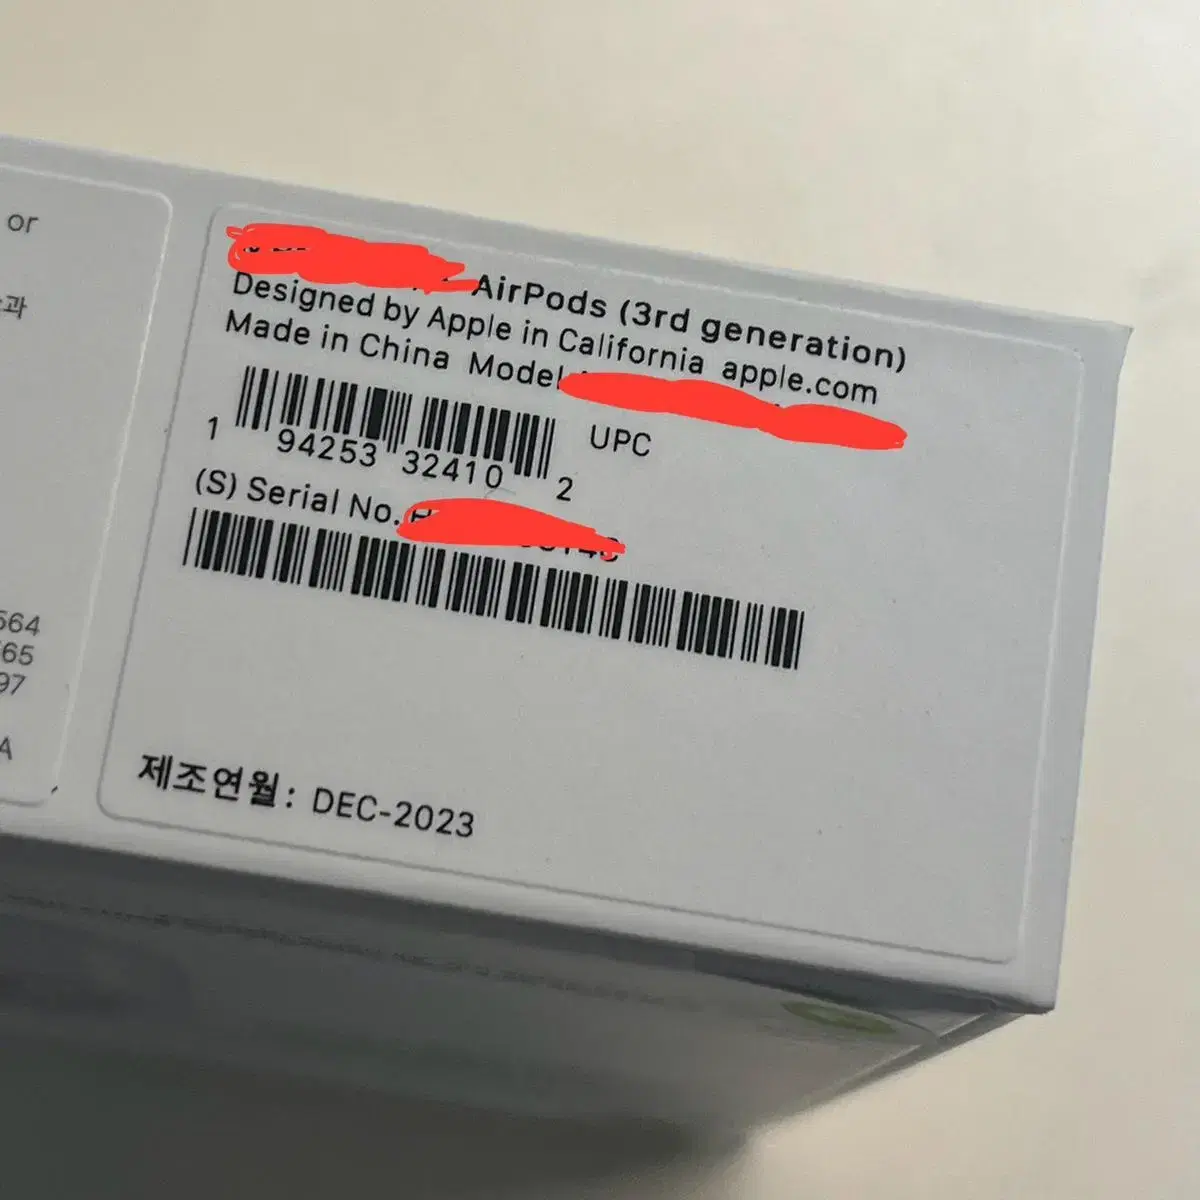 or
과
564
65
97
A
AirPods (3rd generation)
Designed by Apple in California apple.com
Made in China Model
1 94253 32410 2 UPC
(S) Serial No.
제조연월: DEC-2023